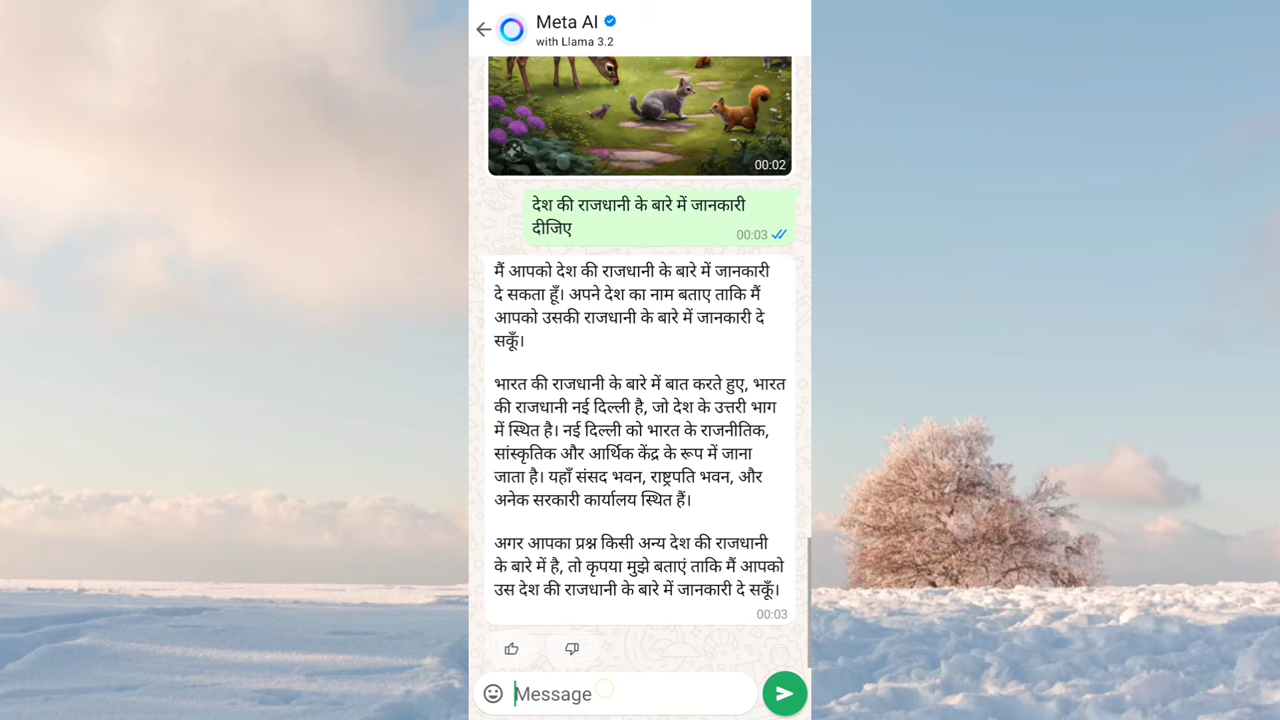 Meta AI
with Llama 3.2
00:02
देश की राजधानी के बारे में जानकारी
दीजिए
00:03
मैं आपको देश की राजधानी के बारे में जानकारी
दे सकता हूँ। अपने देश का नाम बताए ताकि मैं
आपको उसकी राजधानी के बारे में जानकारी दे
सकूँ।
भारत की राजधानी के बारे में बात करते हुए, भारत
की राजधानी नई दिल्ली है, जो देश के उत्तरी भाग
में स्थित है। नई दिल्ली को भारत के राजनीतिक,
सांस्कृतिक और आर्थिक केंद्र के रूप में जाना
जाता है। यहाँ संसद भवन, राष्ट्रपति भवन, और
अनेक सरकारी कार्यालय स्थित हैं।
अगर आपका प्रश्न किसी अन्य देश की राजधानी
के बारे में है, तो कृपया मुझे बताएं ताकि मैं आपको
उस देश की राजधानी के बारे में जानकारी दे सकूँ।
00:03
Message